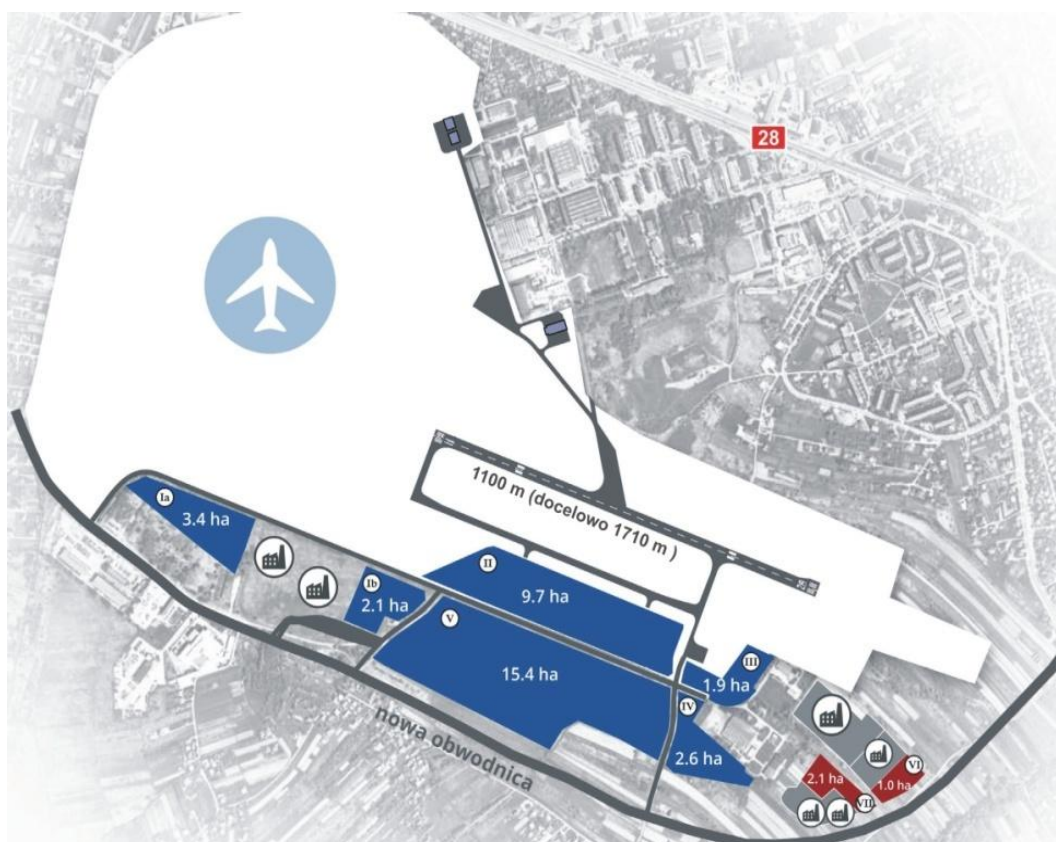 28
1100 m (docelowo 1710 m )
Ia
3.4 ha
Ib
2.1 ha
II
9.7 ha
V
15.4 ha
III
1.9 ha
IV
2.6 ha
nowa obwodnica
VI
1.0 ha
2.1 ha
VII